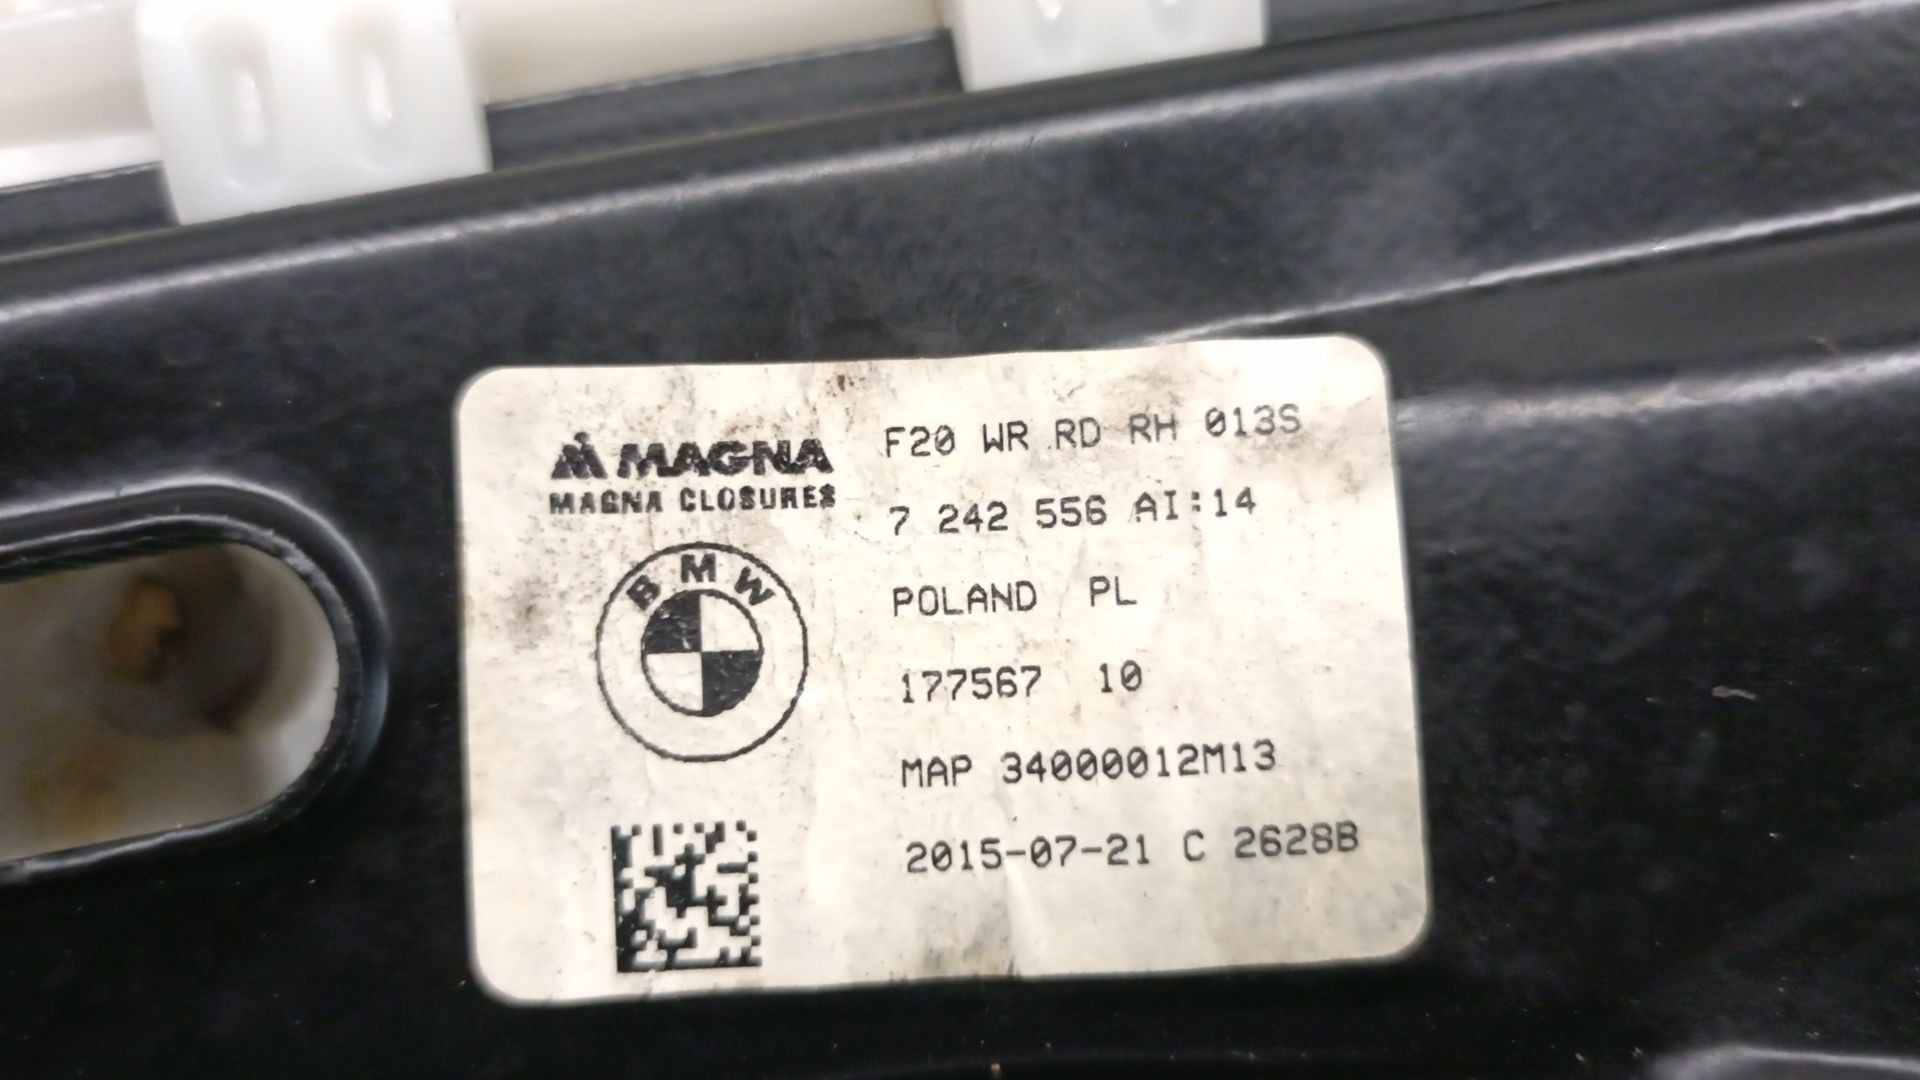 MAGNA
MAGNA CLOSURES
BMW
F20 WR RD RH 013S
7 242 556 AI:14
POLAND PL
177567 10
MAP 34000012M13
2015-07-21 C 2628B